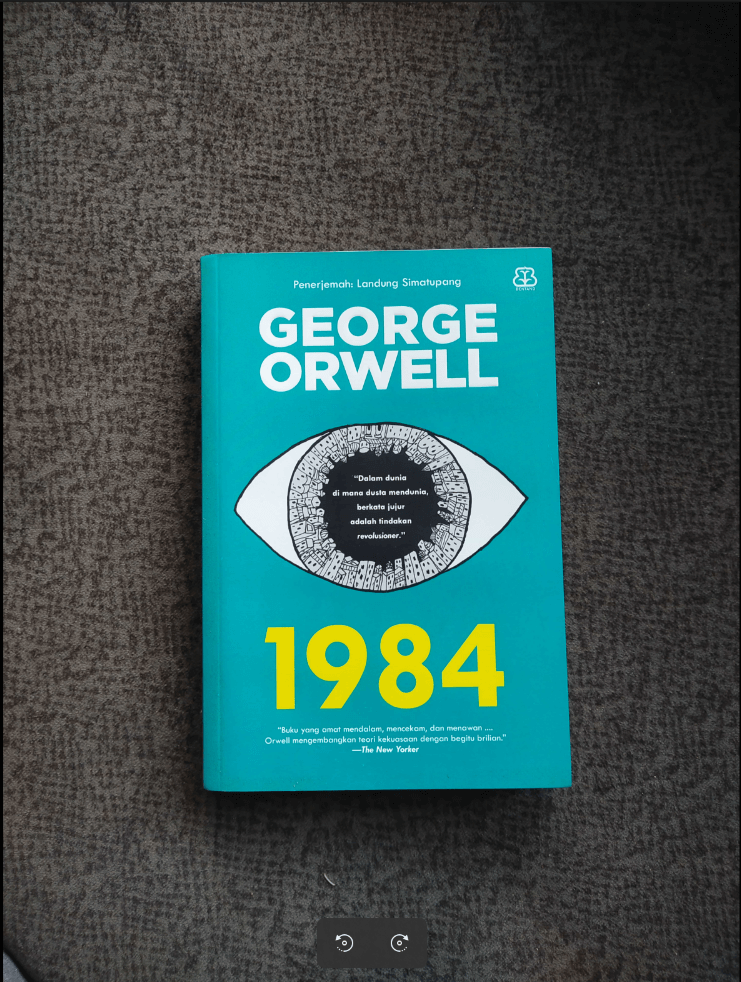 Penerjemah: Landung Simatupang
BENTANG
GEORGE
ORWELL
“Dalam dunia
di mana dusta mendunia,
berkata jujur
adalah tindakan
revolusioner.”
1984
“Buku yang amat mendalam, mencekam, dan menawan ....
Orwell mengembangkan teori kekuasaan dengan begitu brilian.”
—The New Yorker